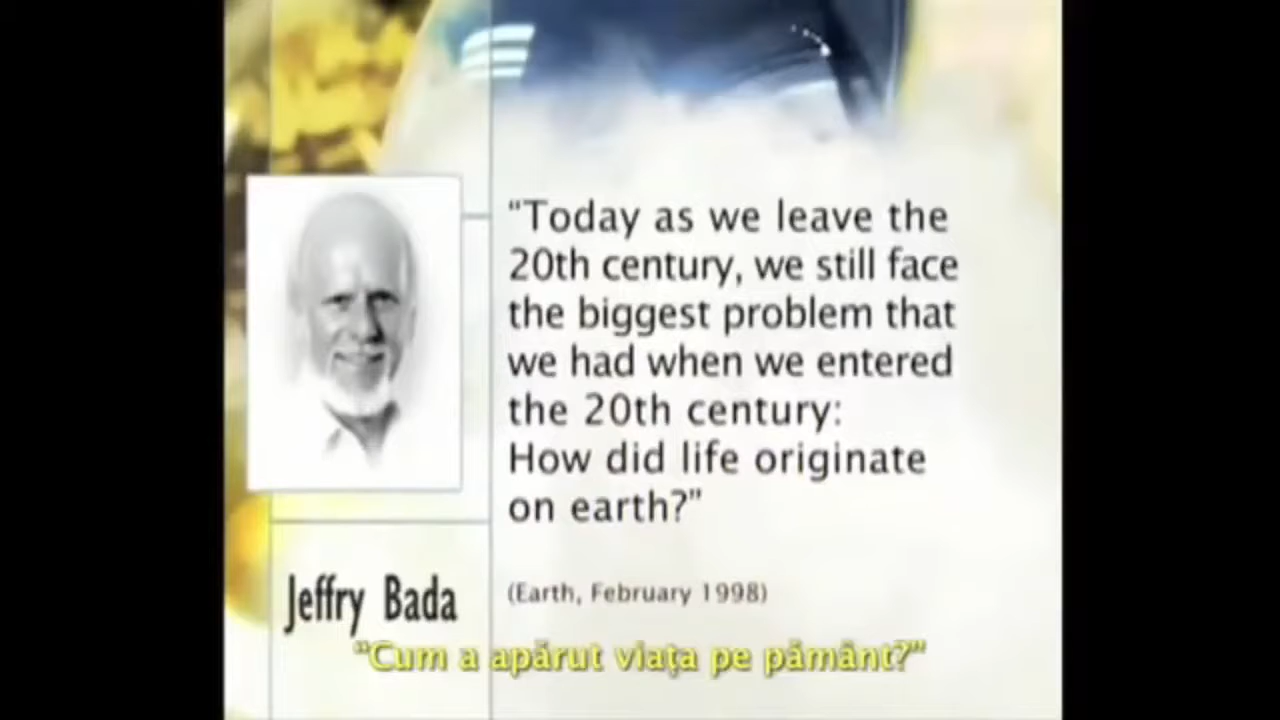 "Today as we leave the
20th century, we still face
the biggest problem that
we had when we entered
the 20th century:
How did life originate
on earth?"
(Earth, February 1998)
Jeffry Bada
"Cum a apărut viaţa pe pământ?"